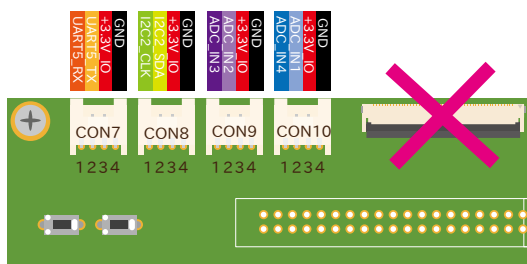 UART5_RX
UART5_TX
+3.3V_IO
GND
I2C2_CLK
I2C2_SDA
+3.3V_IO
GND
ADC_IN3
ADC_IN2
+3.3V_IO
GND
ADC_IN4
ADC_IN1
+3.3V_IO
GND
CON7 CON8 CON9 CON10
1234 1234 1234 1234